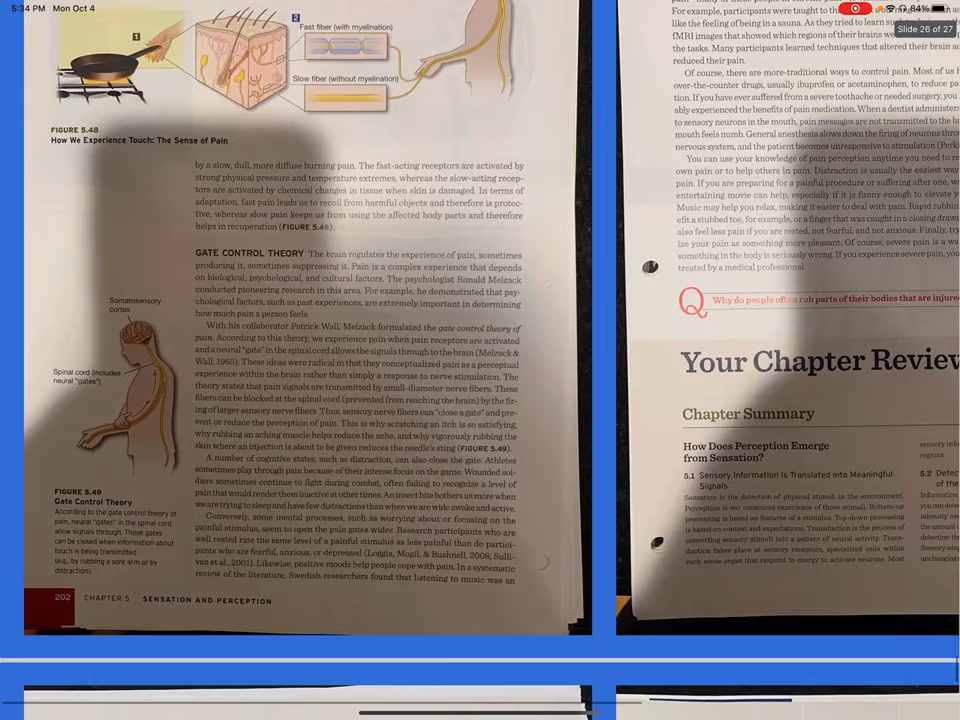 5:34 PM Mon Oct 4
84%
Slide 26 of 27
1
2
Fast fiber (with myelination)
Slow fiber (without myelination)
FIGURE 5.48
How We Experience Touch: The Sense of Pain
by a slow, dull, more diffuse burning pain. The fast-acting receptors are activated by
strong physical pressure and temperature extremes, whereas the slow-acting recep-
tors are activated by chemical changes in tissue when skin is damaged. In terms of
adaptation, fast pain leads us to recoil from harmful objects and therefore is protec-
tive, whereas slow pain keeps us from using the affected body parts and therefore
helps in recuperation (FIGURE 5.48).
GATE CONTROL THEORY The brain regulates the experience of pain, sometimes
producing it, sometimes suppressing it. Pain is a complex experience that depends
on biological, psychological, and cultural factors. The psychologist Ronald Melzack
conducted pioneering research in this area. For example, he demonstrated that psy-
chological factors, such as past experiences, are extremely important in determining
how much pain a person feels.
With his collaborator Patrick Wall, Melzack formulated the gate control theory of
pain. According to this theory, we experience pain when pain receptors are activated
and a neural "gate" in the spinal cord allows the signals through to the brain (Melzack &
Wall, 1965). These ideas were radical in that they conceptualized pain as a perceptual
experience within the brain rather than simply a response to nerve stimulation. The
theory states that pain signals are transmitted by small-diameter nerve fibers. These
fibers can be blocked at the spinal cord (prevented from reaching the brain) by the fir-
ing of larger sensory nerve fibers. Thus, sensory nerve fibers can "close a gate" and pre-
vent or reduce the perception of pain. This is why scratching an itch is so satisfying,
why rubbing an aching muscle helps reduce the ache, and why vigorously rubbing the
skin where an injection is about to be given reduces the needle's sting (FIGURE 5.49).
A number of cognitive states, such as distraction, can also close the gate. Athletes
sometimes play through pain because of their intense focus on the game. Wounded sol-
diers sometimes continue to fight during combat, often failing to recognize a level of
pain that would render them inactive at other times. An insect bite bothers us more when
we are trying to sleep and have few distractions than when we are wide awake and active.
Conversely, some mental processes, such as worrying about or focusing on the
painful stimulus, seem to open the pain gates wider. Research participants who are
well rested rate the same level of a painful stimulus as less painful than do partici-
pants who are fearful, anxious, or depressed (Loggia, Mogil, & Bushnell, 2008; Sulli-
van et al., 2001). Likewise, positive moods help people cope with pain. In a systematic
review of the literature, Swedish researchers found that listening to music was an
Somatosensory
cortex
Spinal cord (includes
neural "gates")
FIGURE 5.49
Gate Control Theory
According to the gate control theory of
pain, neural "gates" in the spinal cord
allow signals through. Those gates
can be closed when information about
touch is being transmitted
(e.g., by rubbing a sore arm or by
distraction).
202 CHAPTER 5 SENSATION AND PERCEPTION
For example, participants were taught to th
like the feeling of being in a sauna. As they tried to learn
fMRI images that showed which regions of their brains we
the tasks. Many participants learned techniques that altered their brain ac
reduced their pain.
Of course, there are more-traditional ways to control pain. Most of us h
over-the-counter drugs, usually ibuprofen or acetaminophen, to reduce pa
tion. If you have ever suffered from a severe toothache or needed surgery, you
ably experienced the benefits of pain medication. When a dentist administers
to sensory neurons in the mouth, pain messages are not transmitted to the br
mouth feels numb. General anesthesia slows down the firing of neurons throu
nervous system, and the patient becomes unresponsive to stimulation (Perki
You can use your knowledge of pain perception anytime you need to re
own pain or to help others in pain. Distraction is usually the easiest way
pain. If you are preparing for a painful procedure or suffering after one, w
entertaining movie can help, especially if it is funny enough to elevate y
Music may help you relax, making it easier to deal with pain. Rapid rubbin
efit a stubbed toe, for example, or a finger that was caught in a closing drawe
also feel less pain if you are rested, not fearful, and not anxious. Finally, try
ize your pain as something more pleasant. Of course, severe pain is a wa
something in the body is seriously wrong. If you experience severe pain, you
treated by a medical professional.
Q Why do people often rub parts of their bodies that are injure
Your Chapter Review
Chapter Summary
How Does Perception Emerge
from Sensation?
5.1 Sensory Information Is Translated into Meaningful
Signals
Sensation is the detection of physical stimuli in the environment.
Perception is our conscious experience of those stimuli. Bottom-up
processing is based on features of a stimulus. Top-down processing
is based on context and expectations. Transduction is the process of
converting sensory stimuli into a pattern of neural activity. Trans-
duction takes place at sensory receptors, specialized cells within
each sense organ that respond to energy to activate neurons. Most
sensory info
regions
5.2 Detec
of the
Information
you can detec
intensity nee
the amount o
detection the
Sensory adap
unchanging